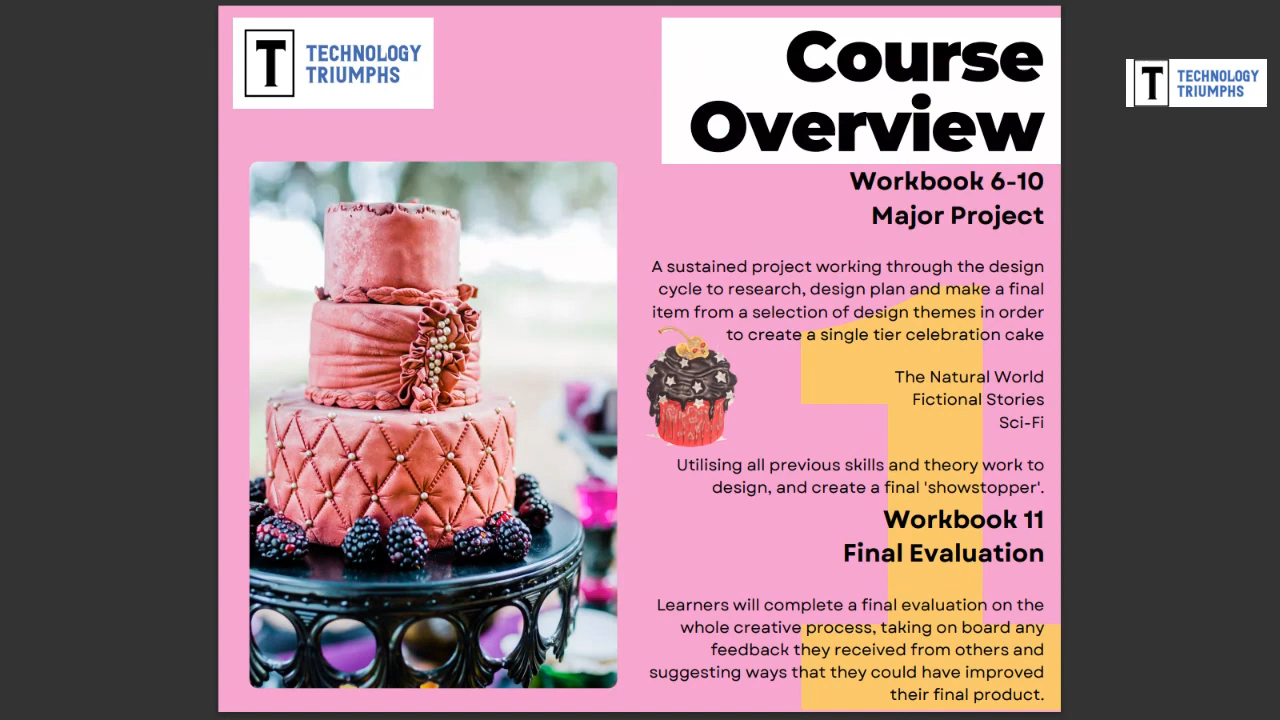 T TECHNOLOGY
TRIUMPHS
Course
Overview
T TECHNOLOGY
TRIUMPHS
Workbook 6-10
Major Project
A sustained project working through the design
cycle to research, design plan and make a final
item from a selection of design themes in order
to create a single tier celebration cake
The Natural World
Fictional Stories
Sci-Fi
Utilising all previous skills and theory work to
design, and create a final 'showstopper'.
Workbook 11
Final Evaluation
Learners will complete a final evaluation on the
whole creative process, taking on board any
feedback they received from others and
suggesting ways that they could have improved
their final product.
1